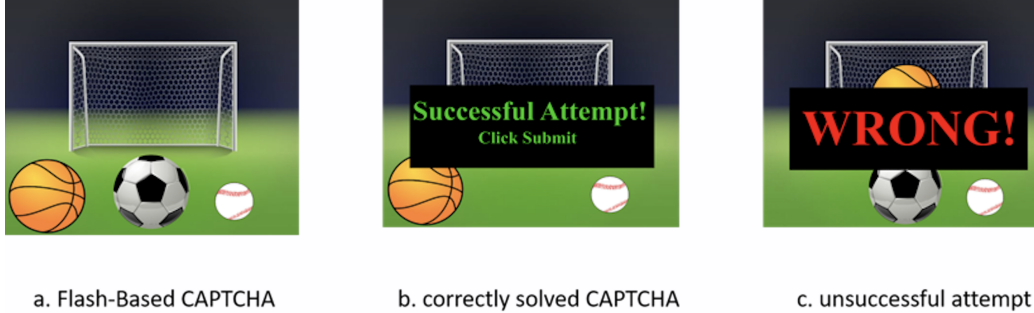 Successful Attempt!
Click Submit
WRONG!
a. Flash-Based CAPTCHA
b. correctly solved CAPTCHA
c. unsuccessful attempt